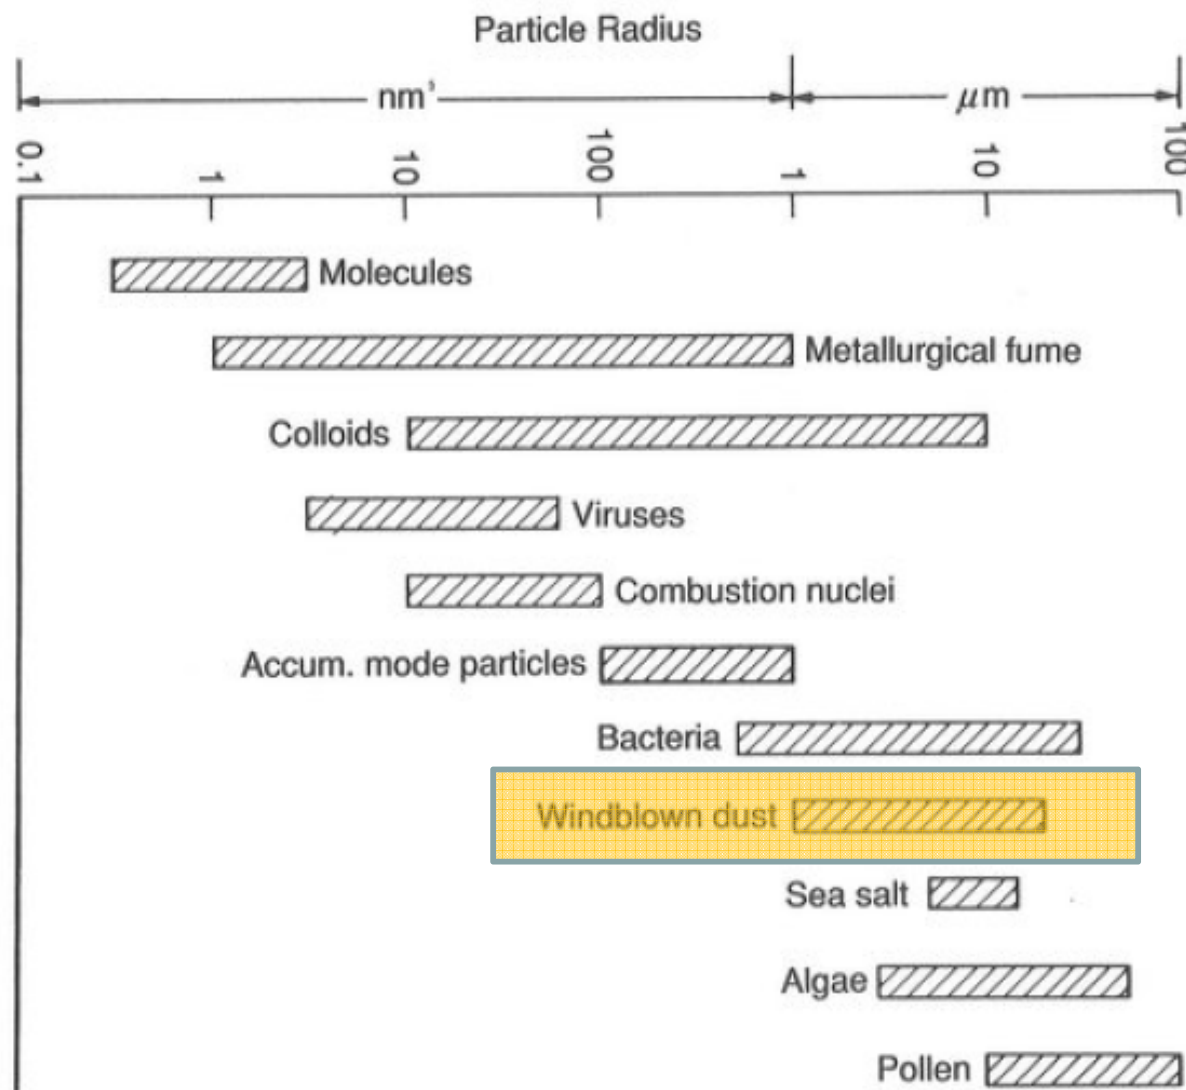 Particle Radius
nm' μm
0.1 1 10 100 1 10 100
Molecules
Metallurgical fume
Colloids
Viruses
Combustion nuclei
Accum. mode particles
Bacteria
Windblown dust
Sea salt
Algae
Pollen